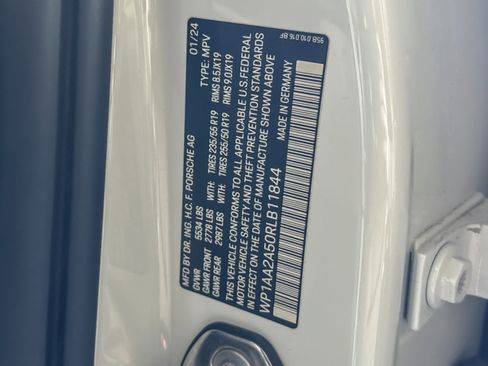 MFD BY DR. ING. H.C. F. PORSCHE AG 01/24
GVWR 5534 LBS TYPE: MPV
GAWR FRONT 2778 LBS WITH: TIRES 235/55 R19 RIMS 8.5JX19
GAWR REAR 2987 LBS WITH: TIRES 255/50 R19 RIMS 9.0JX19
THIS VEHICLE CONFORMS TO ALL APPLICABLE U.S.FEDERAL
MOTOR VEHICLE SAFETY AND THEFT PREVENTION STANDARDS
IN EFFECT ON THE DATE OF MANUFACTURE SHOWN ABOVE
WP1AA2A50RLB11844 MADE IN GERMANY
95B 010 016 BF